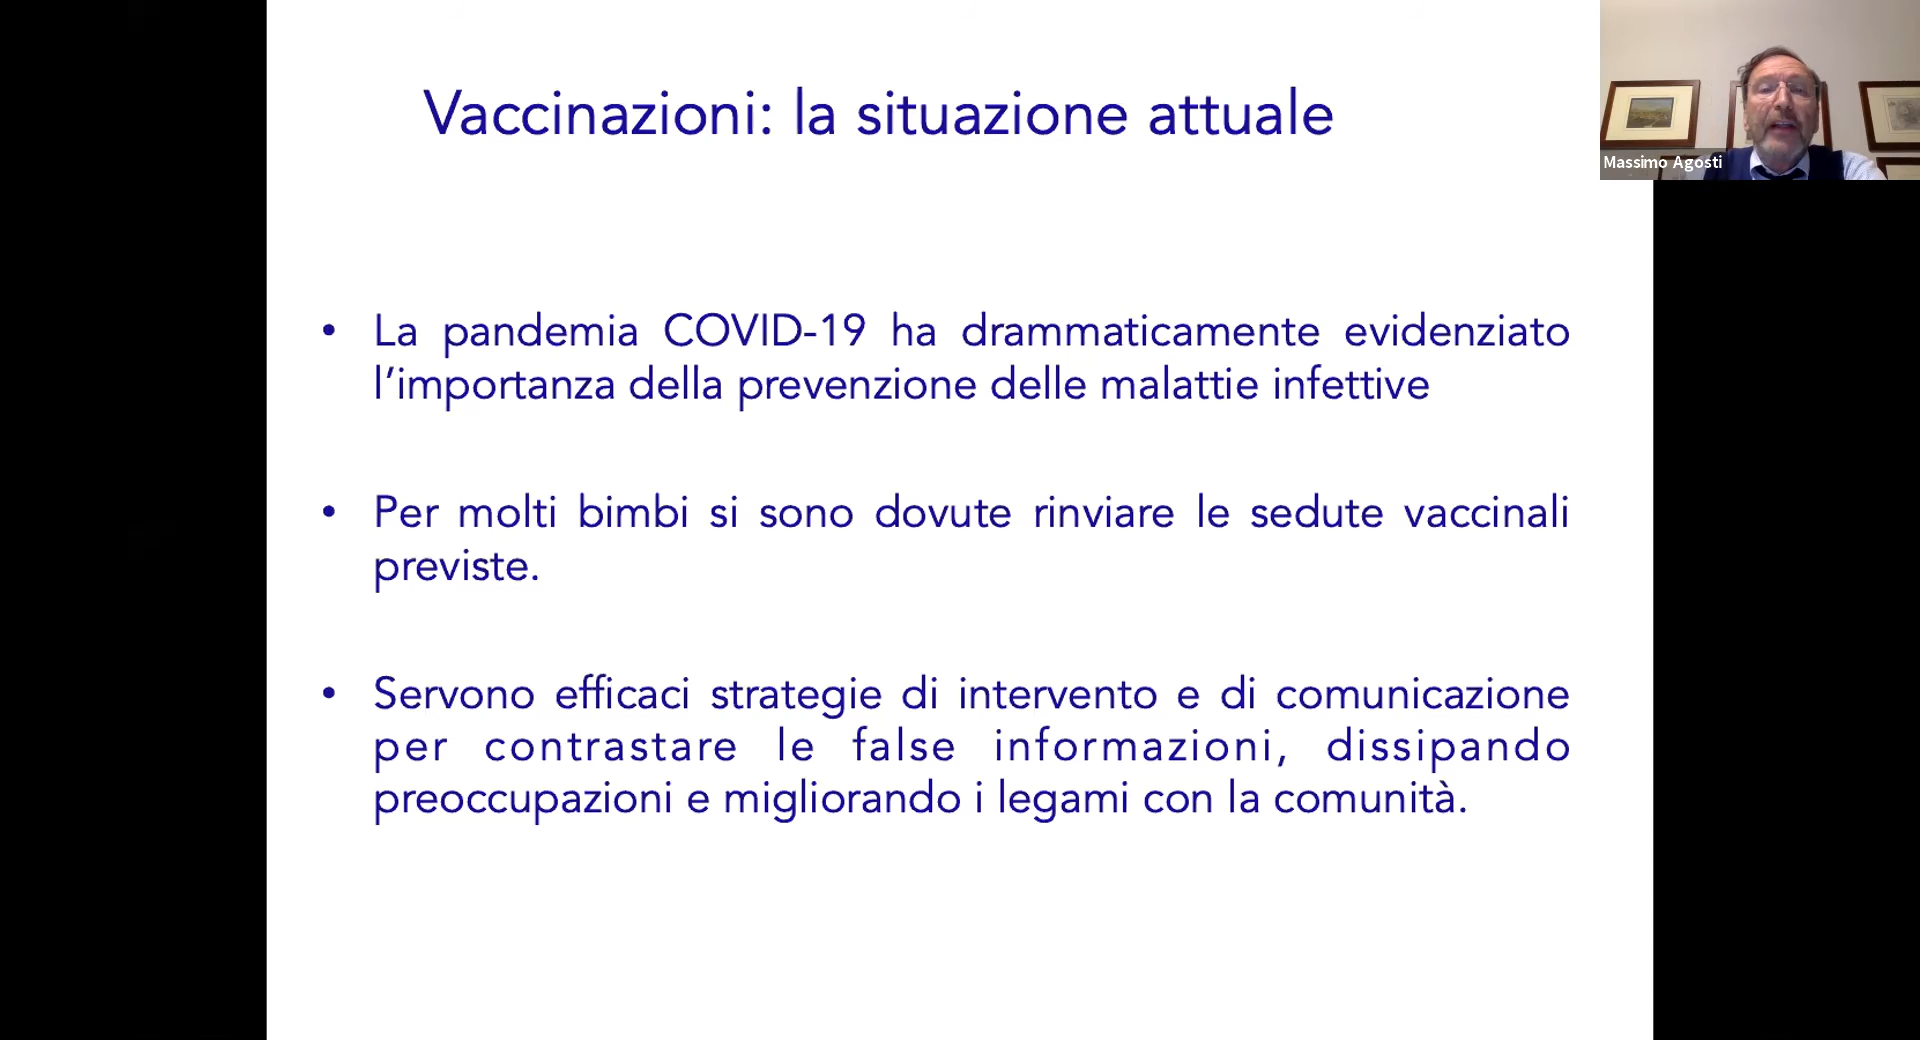 Vaccinazioni: la situazione attuale
Massimo Agosti
• La pandemia COVID-19 ha drammaticamente evidenziato
l’importanza della prevenzione delle malattie infettive
• Per molti bimbi si sono dovute rinviare le sedute vaccinali
previste.
• Servono efficaci strategie di intervento e di comunicazione
per contrastare le false informazioni, dissipando
preoccupazioni e migliorando i legami con la comunità.